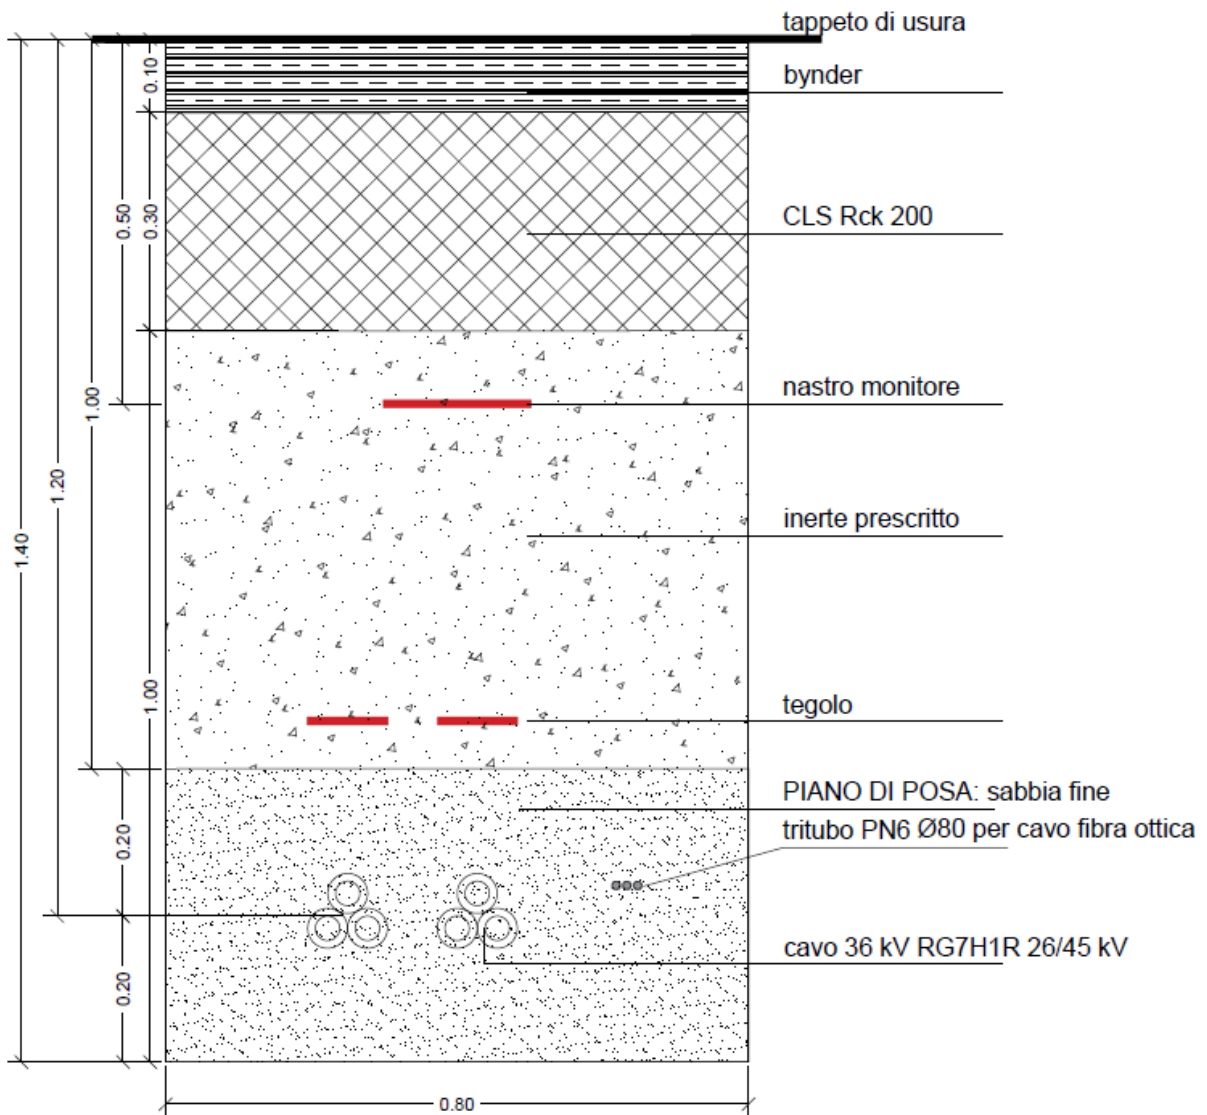 tappeto di usura
0.10
bynder
0.50
0.30
CLS Rck 200
1.00
nastro monitore
1.20
inerte prescritto
1.40
1.00
tegolo
PIANO DI POSA: sabbia fine
0.20
tritubo PN6 Ø80 per cavo fibra ottica
cavo 36 kV RG7H1R 26/45 kV
0.20
0.80